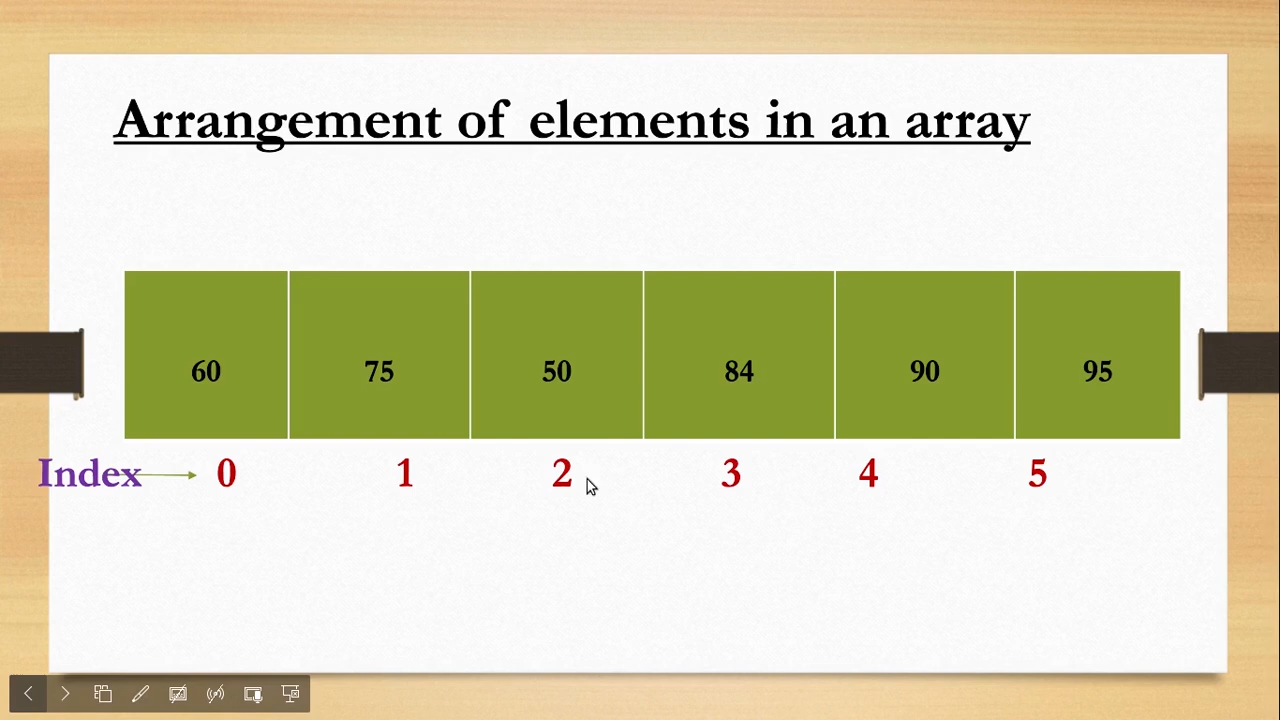 Arrangement of elements in an array
60 75 50 84 90 95
Index 0 1 2 3 4 5